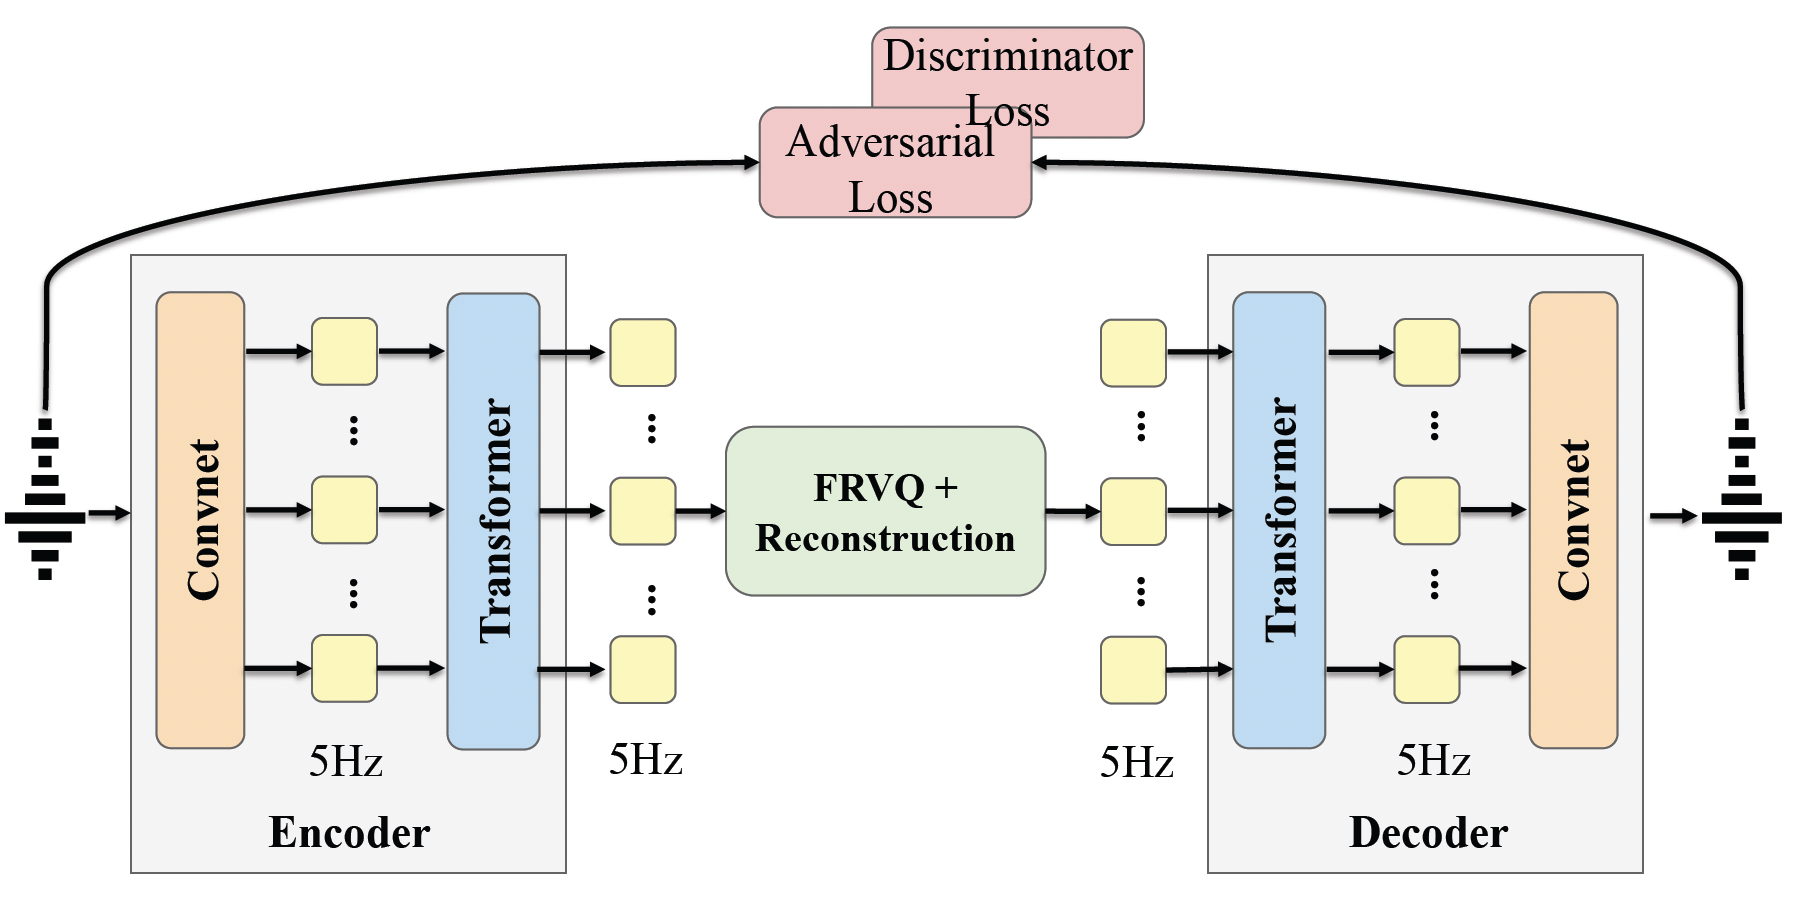 Discriminator
Loss
Adversarial
Loss
Convnet
Transformer
FRVQ +
Reconstruction
Transformer
Convnet
5Hz
5Hz
5Hz
5Hz
Encoder
Decoder